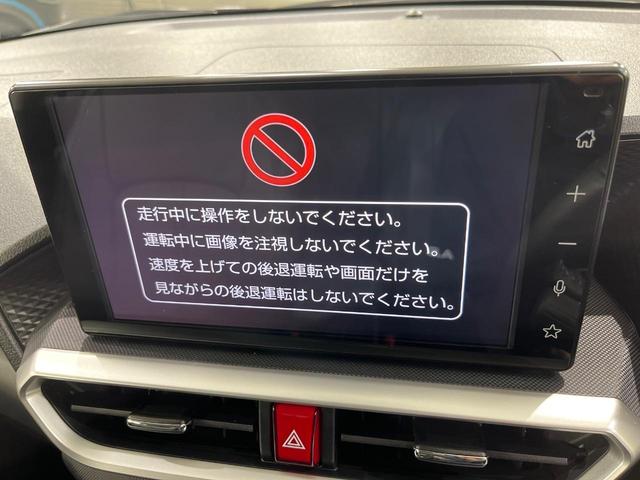 走行中に操作をしないでください。
運転中に画像を注視しないでください。
速度を上げての後退運転や画面だけを
見ながらの後退運転はしないでください。